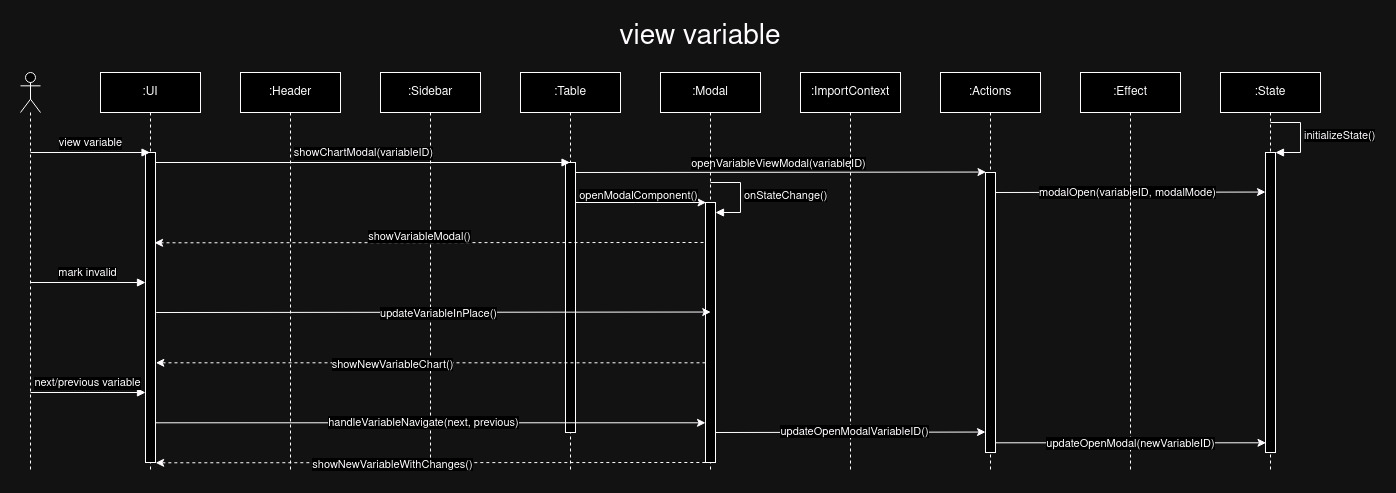 view variable
:UI
:Header
:Sidebar
:Table
:Modal
:ImportContext
:Actions
:Effect
:State
initializeState()
view variable
showChartModal(variableID)
openVariableViewModal(variableID)
modalOpen(variableID, modalMode)
openModalComponent()
onStateChange()
showVariableModal()
mark invalid
updateVariableInPlace()
showNewVariableChart()
next/previous variable
handleVariableNavigate(next, previous)
updateOpenModalVariableID()
updateOpenModal(newVariableID)
showNewVariableWithChanges()